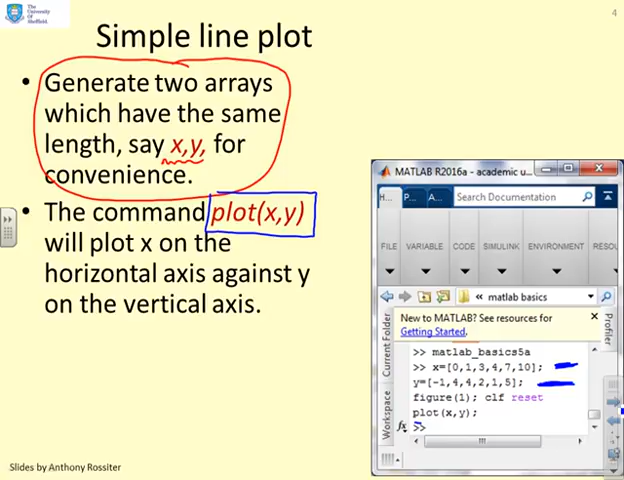 The
University
Of
Sheffield.
4
Simple line plot
• Generate two arrays
which have the same
length, say x,y, for
convenience.
• The command plot(x,y)
will plot x on the
horizontal axis against y
on the vertical axis.
MATLAB R2016a - academic u...
H... P... A... Search Documentation
FILE VARIABLE CODE SIMULINK ENVIRONMENT RESOU
« matlab basics
New to MATLAB? See resources for
Getting Started.
Current Folder
Workspace
Profiler
>> matlab_basics5a
>> x=[0,1,3,4,7,10];
y=[-1,4,4,2,1,5];
figure(1); clf reset
plot(x,y);
fx >>
Slides by Anthony Rossiter